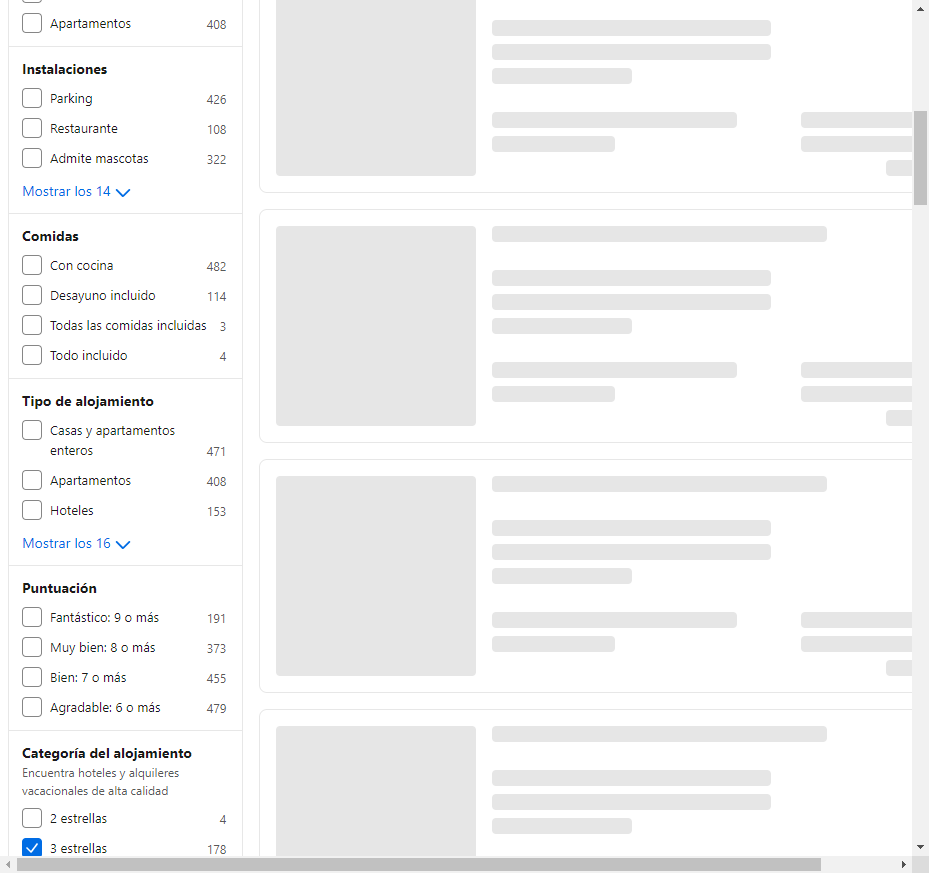 Apartamentos 408
Instalaciones
Parking 426
Restaurante 108
Admite mascotas 322
Mostrar los 14
Comidas
Con cocina 482
Desayuno incluido 114
Todas las comidas incluidas 3
Todo incluido 4
Tipo de alojamiento
Casas y apartamentos
enteros 471
Apartamentos 408
Hoteles 153
Mostrar los 16
Puntuación
Fantástico: 9 o más 191
Muy bien: 8 o más 373
Bien: 7 o más 455
Agradable: 6 o más 479
Categoría del alojamiento
Encuentra hoteles y alquileres
vacacionales de alta calidad
2 estrellas 4
3 estrellas 178